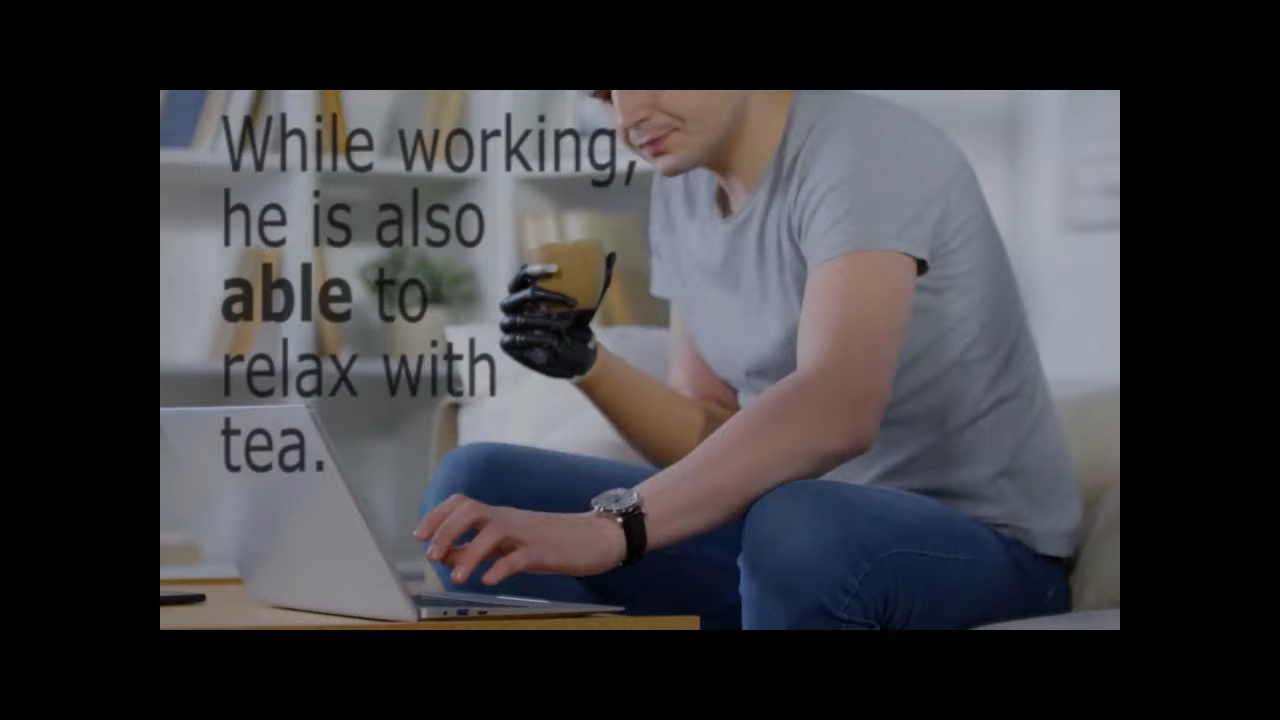 While working,
he is also
able to
relax with
tea.